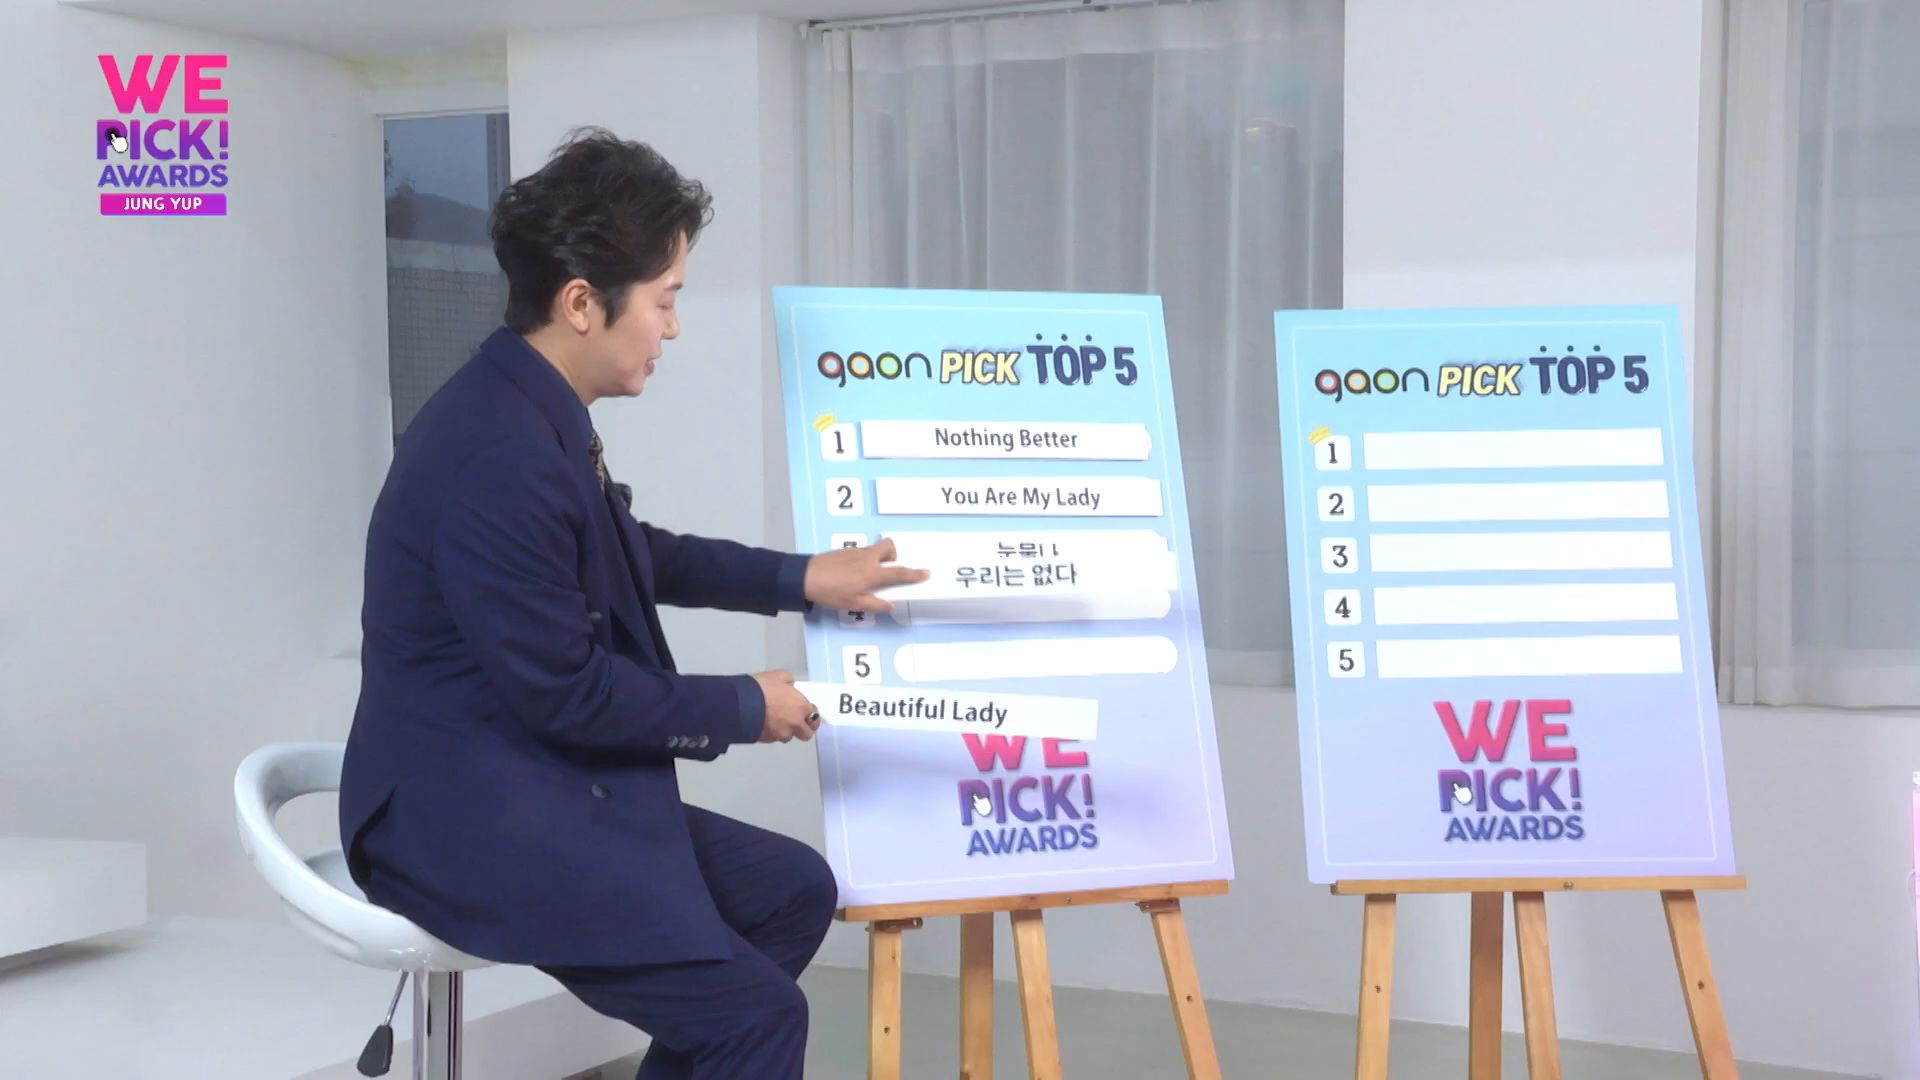 WE
PICK!
AWARDS
JUNG YUP
gaon PICK TOP 5
1 Nothing Better
2 You Are My Lady
우리는 없다
4
5
Beautiful Lady
WE
PICK!
AWARDS
gaon PICK TOP 5
1
2
3
4
5
WE
PICK!
AWARDS